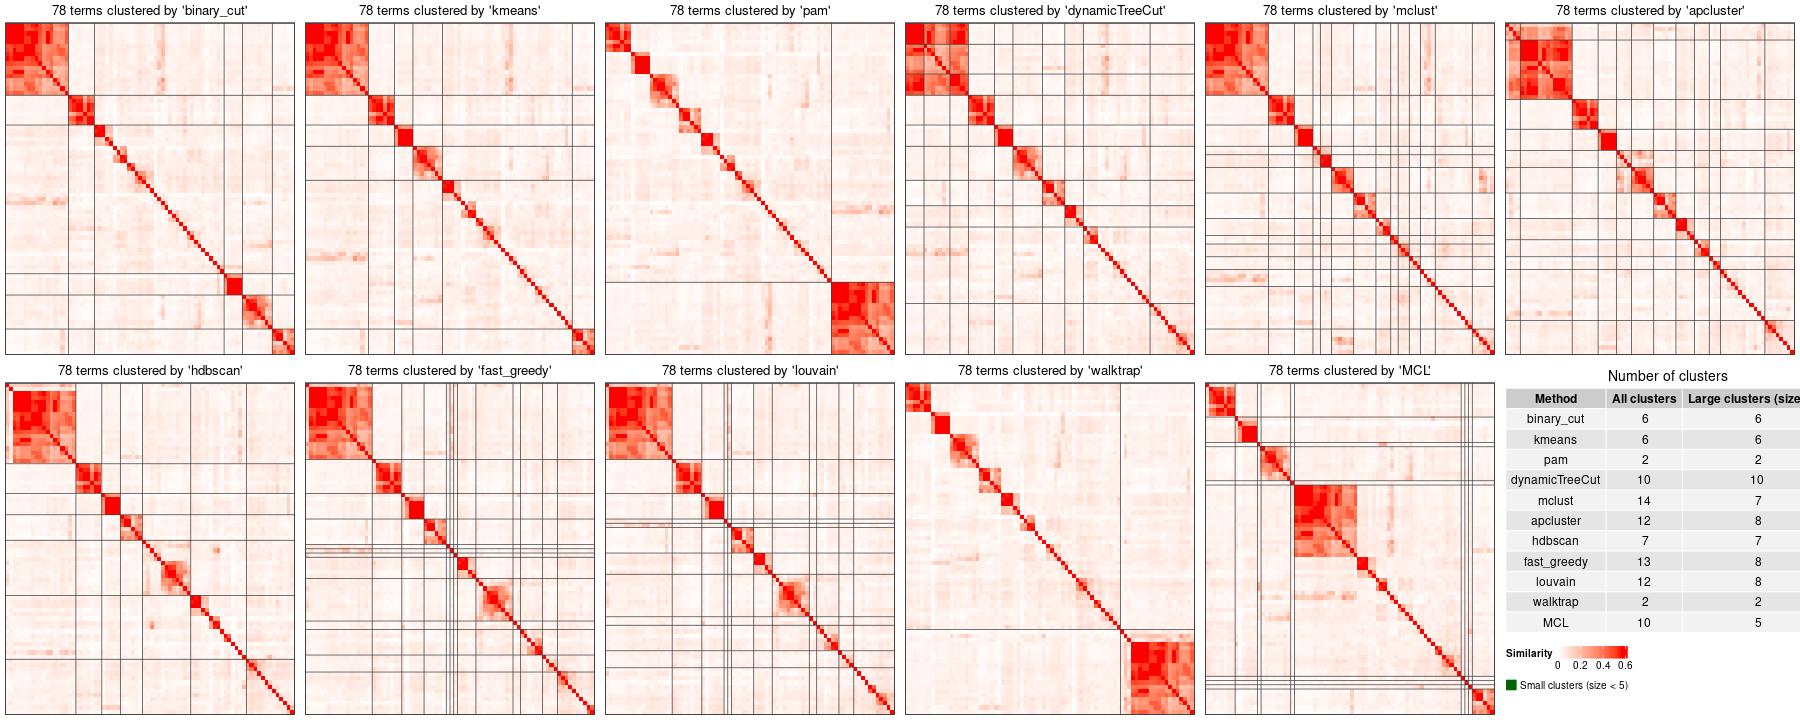 78 terms clustered by 'binary_cut'
78 terms clustered by 'kmeans'
78 terms clustered by 'pam'
78 terms clustered by 'dynamicTreeCut'
78 terms clustered by 'mclust'
78 terms clustered by 'apcluster'
78 terms clustered by 'hdbscan'
78 terms clustered by 'fast_greedy'
78 terms clustered by 'louvain'
78 terms clustered by 'walktrap'
78 terms clustered by 'MCL'
Number of clusters
Method All clusters Large clusters (size
binary_cut 6 6
kmeans 6 6
pam 2 2
dynamicTreeCut 10 10
mclust 14 7
apcluster 12 8
hdbscan 7 7
fast_greedy 13 8
louvain 12 8
walktrap 2 2
MCL 10 5
Similarity
0 0.2 0.4 0.6
Small clusters (size < 5)